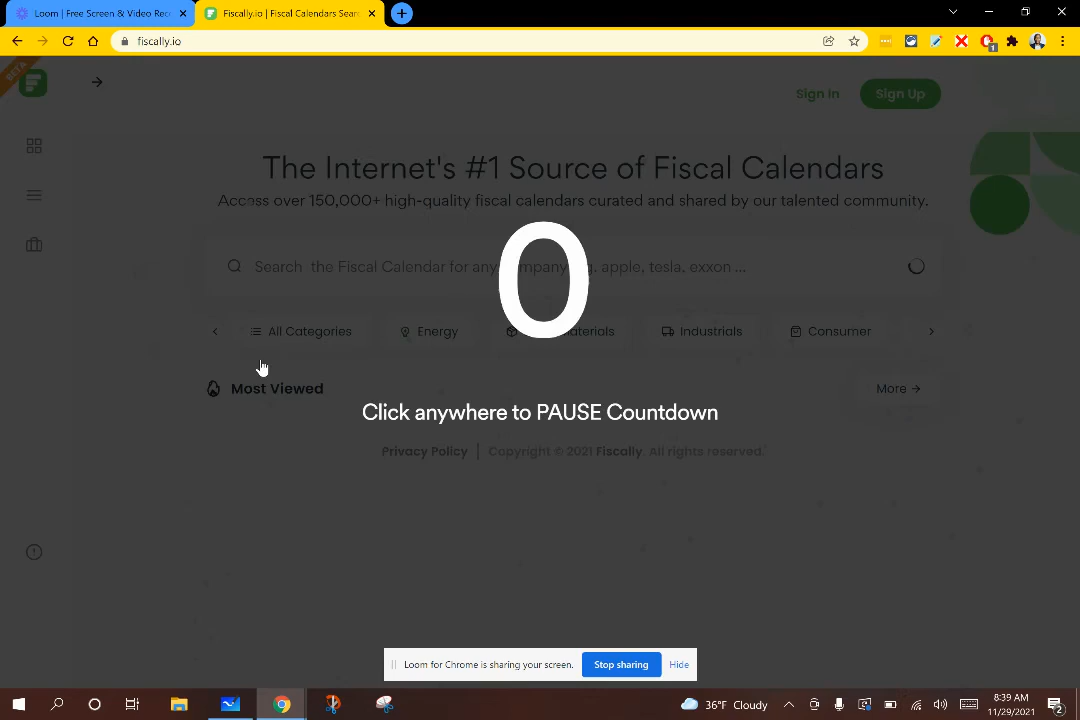 Loom | Free Screen & Video Rec
Fiscally.io | Fiscal Calendars Sear
fiscally.io
1
BETA
Sign In
Sign Up
The Internet's #1 Source of Fiscal Calendars
Access over 150,000+ high-quality fiscal calendars curated and shared by our talented community.
0
Search the Fiscal Calendar for any company eg. apple, tesla, exxon ...
All Categories
Energy
Materials
Industrials
Consumer
Most Viewed
More →
Click anywhere to PAUSE Countdown
Privacy Policy | Copyright © 2021 Fiscally. All rights reserved.
Loom for Chrome is sharing your screen.
Stop sharing
Hide
36°F Cloudy
8:39 AM
11/29/2021
2